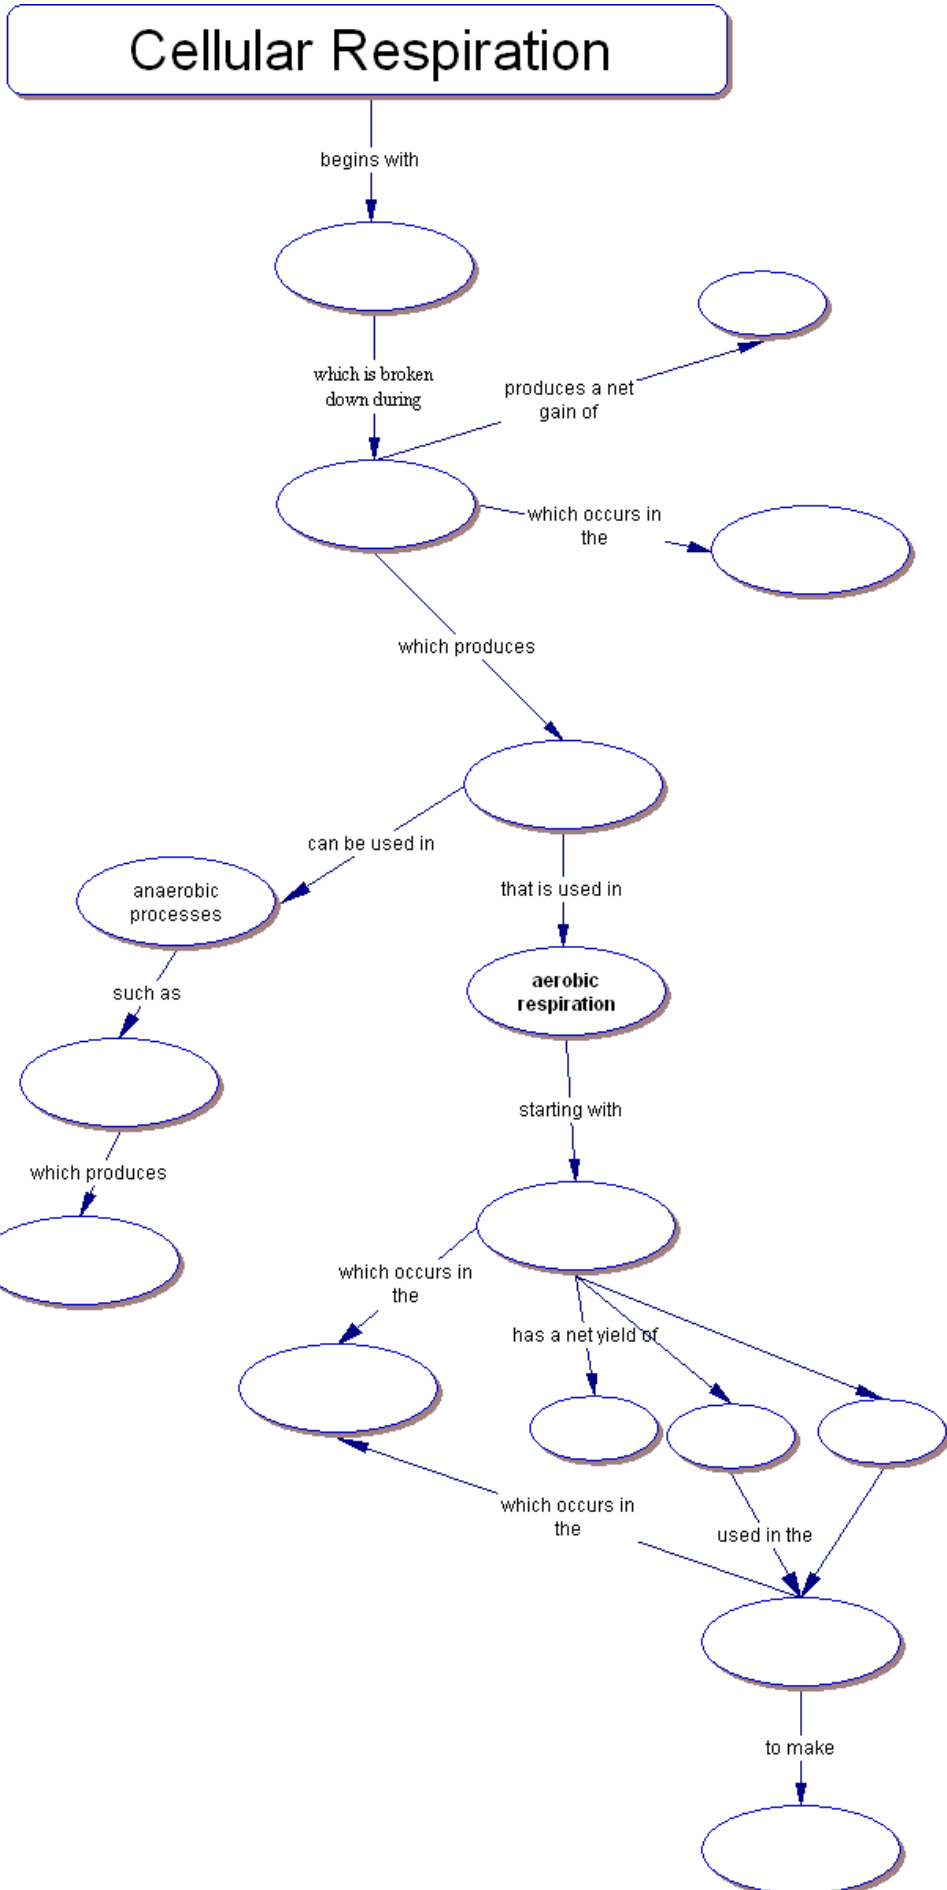 Cellular Respiration
begins with
which is broken
down during
produces a net
gain of
which occurs in
the
which produces
can be used in
anaerobic
processes
that is used in
such as
aerobic
respiration
starting with
which produces
which occurs in
the
has a net yield of
which occurs in
the
used in the
to make